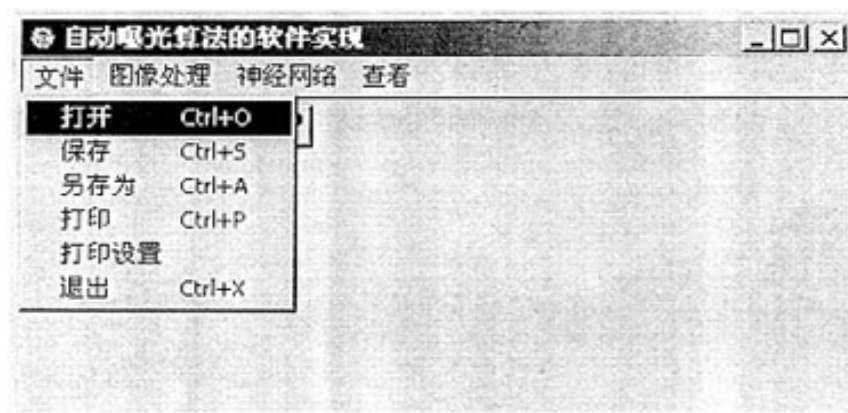 自动曝光算法的软件实现
文件 图像处理 神经网络 查看
打开 Ctrl+O
保存 Ctrl+S
另存为 Ctrl+A
打印 Ctrl+P
打印设置
退出 Ctrl+X